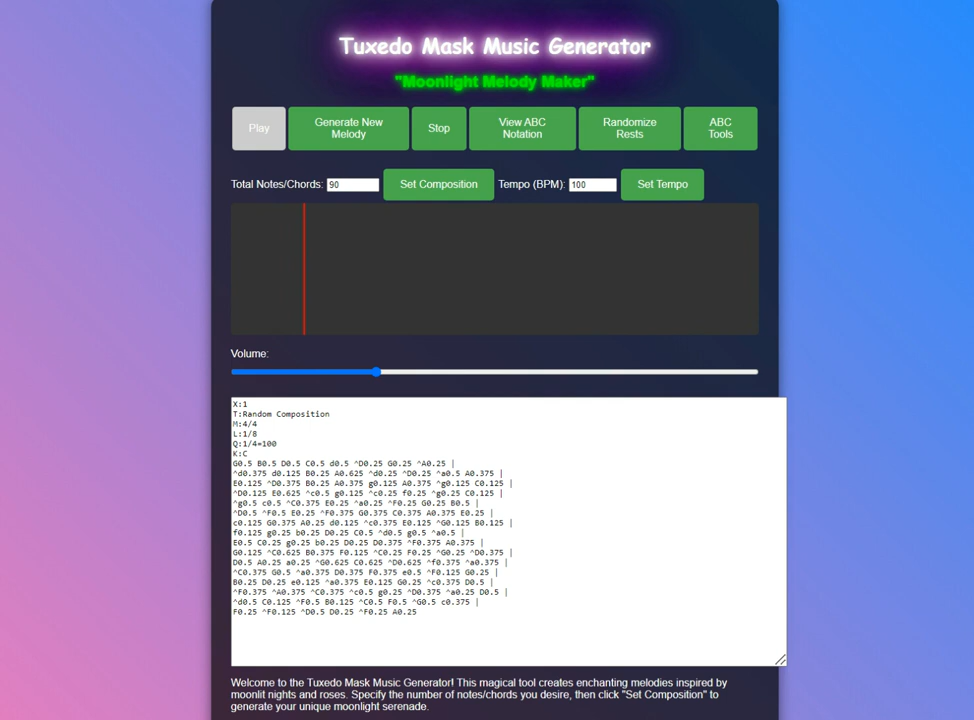 Tuxedo Mask Music Generator
"Moonlight Melody Maker"
Play
Generate New
Melody
Stop
View ABC
Notation
Randomize
Rests
ABC
Tools
Total Notes/Chords: 90 Set Composition Tempo (BPM): 100 Set Tempo
Volume:
X:1
T:Random Composition
M:4/4
L:1/8
Q:1/4=100
K:C
G0.5 B0.5 D0.5 C0.5 d0.5 ^D0.25 G0.25 ^A0.25 |
^d0.375 d0.125 B0.25 A0.625 ^d0.25 ^D0.25 ^a0.5 A0.375 |
E0.125 ^D0.375 B0.25 A0.375 g0.125 A0.375 ^g0.125 C0.125 |
^D0.125 E0.625 ^c0.5 g0.125 ^c0.25 f0.25 ^g0.25 C0.125 |
^g0.5 c0.5 ^C0.375 E0.25 ^a0.25 ^F0.25 G0.25 B0.5 |
^D0.5 ^F0.5 E0.25 ^F0.375 G0.375 C0.375 A0.375 E0.25 |
c0.125 G0.375 A0.25 d0.125 ^c0.375 E0.125 ^G0.125 B0.125 |
f0.125 g0.25 b0.25 D0.25 C0.5 ^d0.5 g0.5 ^a0.5 |
E0.5 C0.25 g0.25 b0.25 D0.25 D0.375 ^F0.375 A0.375 |
G0.125 ^C0.625 B0.375 F0.125 ^C0.25 F0.25 ^G0.25 ^D0.375 |
D0.5 A0.25 a0.25 ^G0.625 C0.625 ^D0.625 ^f0.375 ^a0.375 |
^C0.375 G0.5 ^a0.375 D0.375 F0.375 e0.5 ^F0.125 G0.25 |
B0.25 D0.25 e0.125 ^a0.375 E0.125 G0.25 ^c0.375 D0.5 |
^F0.375 ^A0.375 ^C0.375 ^c0.5 g0.25 ^D0.375 ^a0.25 D0.5 |
^d0.5 C0.125 ^F0.5 B0.125 ^C0.5 F0.5 ^G0.5 c0.375 |
F0.25 ^F0.125 ^D0.5 D0.25 ^F0.25 A0.25
Welcome to the Tuxedo Mask Music Generator! This magical tool creates enchanting melodies inspired by
moonlit nights and roses. Specify the number of notes/chords you desire, then click "Set Composition" to
generate your unique moonlight serenade.